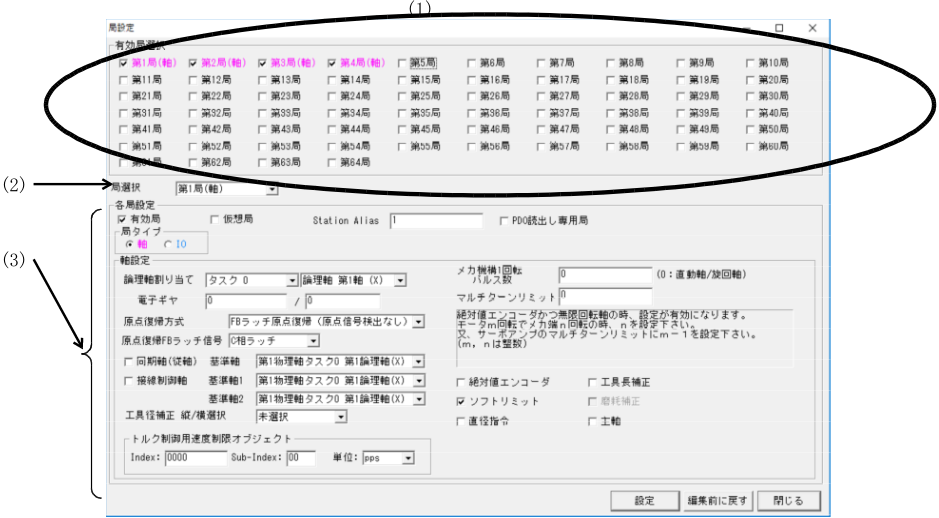 (1)
局設定
有効局選択
第1局(軸) 第2局(軸) 第3局(軸) 第4局(軸) 第5局 第6局 第7局 第8局 第9局 第10局
第11局 第12局 第13局 第14局 第15局 第16局 第17局 第18局 第19局 第20局
第21局 第22局 第23局 第24局 第25局 第26局 第27局 第28局 第29局 第30局
第31局 第32局 第33局 第34局 第35局 第36局 第37局 第38局 第39局 第40局
第41局 第42局 第43局 第44局 第45局 第46局 第47局 第48局 第49局 第50局
第51局 第52局 第53局 第54局 第55局 第56局 第57局 第58局 第59局 第60局
第61局 第62局 第63局 第64局
(2)
局選択 第1局(軸)
(3)
各局設定
有効局 仮想局 Station Alias 1 PDO読出し専用局
局タイプ
軸 IO
軸設定
論理軸割り当て タスク 0 論理軸 第1軸 (X)
電子ギヤ 0 / 0
原点復帰方式 FBラッチ原点復帰 (原点信号検出なし)
原点復帰FBラッチ信号 C相ラッチ
同期軸(従軸) 基準軸 第1物理軸タスク0 第1論理軸(X)
接線制御軸 基準軸1 第1物理軸タスク0 第1論理軸(X)
基準軸2 第1物理軸タスク0 第1論理軸(X)
工具径補正 縦/横選択 未選択
トルク制御用速度制限オブジェクト
Index: 0000 Sub-Index: 00 単位: pps
メカ機構1回転
パルス数 0 (0:直動軸/旋回軸)
マルチターンリミット 0
絶対値エンコーダかつ無限回転軸の時、設定が有効になります。
モータm回転でメカ端n回転の時、nを設定下さい。
又、サーボアンプのマルチターンリミットにm-1を設定下さい。
(m, nは整数)
絶対値エンコーダ 工具長補正
ソフトリミット 磨耗補正
直径指令 主軸
設定 編集前に戻す 閉じる